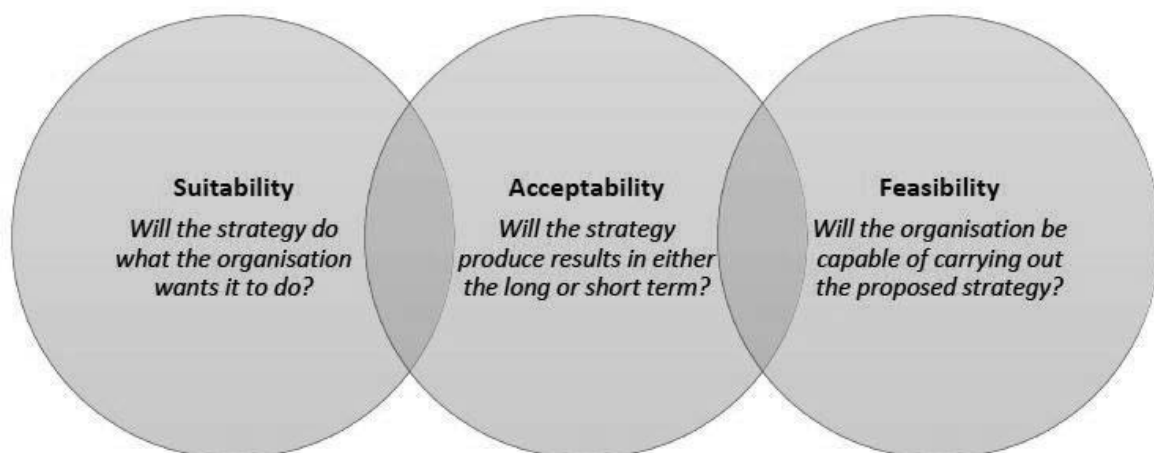 Suitability
Will the strategy do
what the organisation
wants it to do?
Acceptability
Will the strategy
produce results in either
the long or short term?
Feasibility
Will the organisation be
capable of carrying out
the proposed strategy?